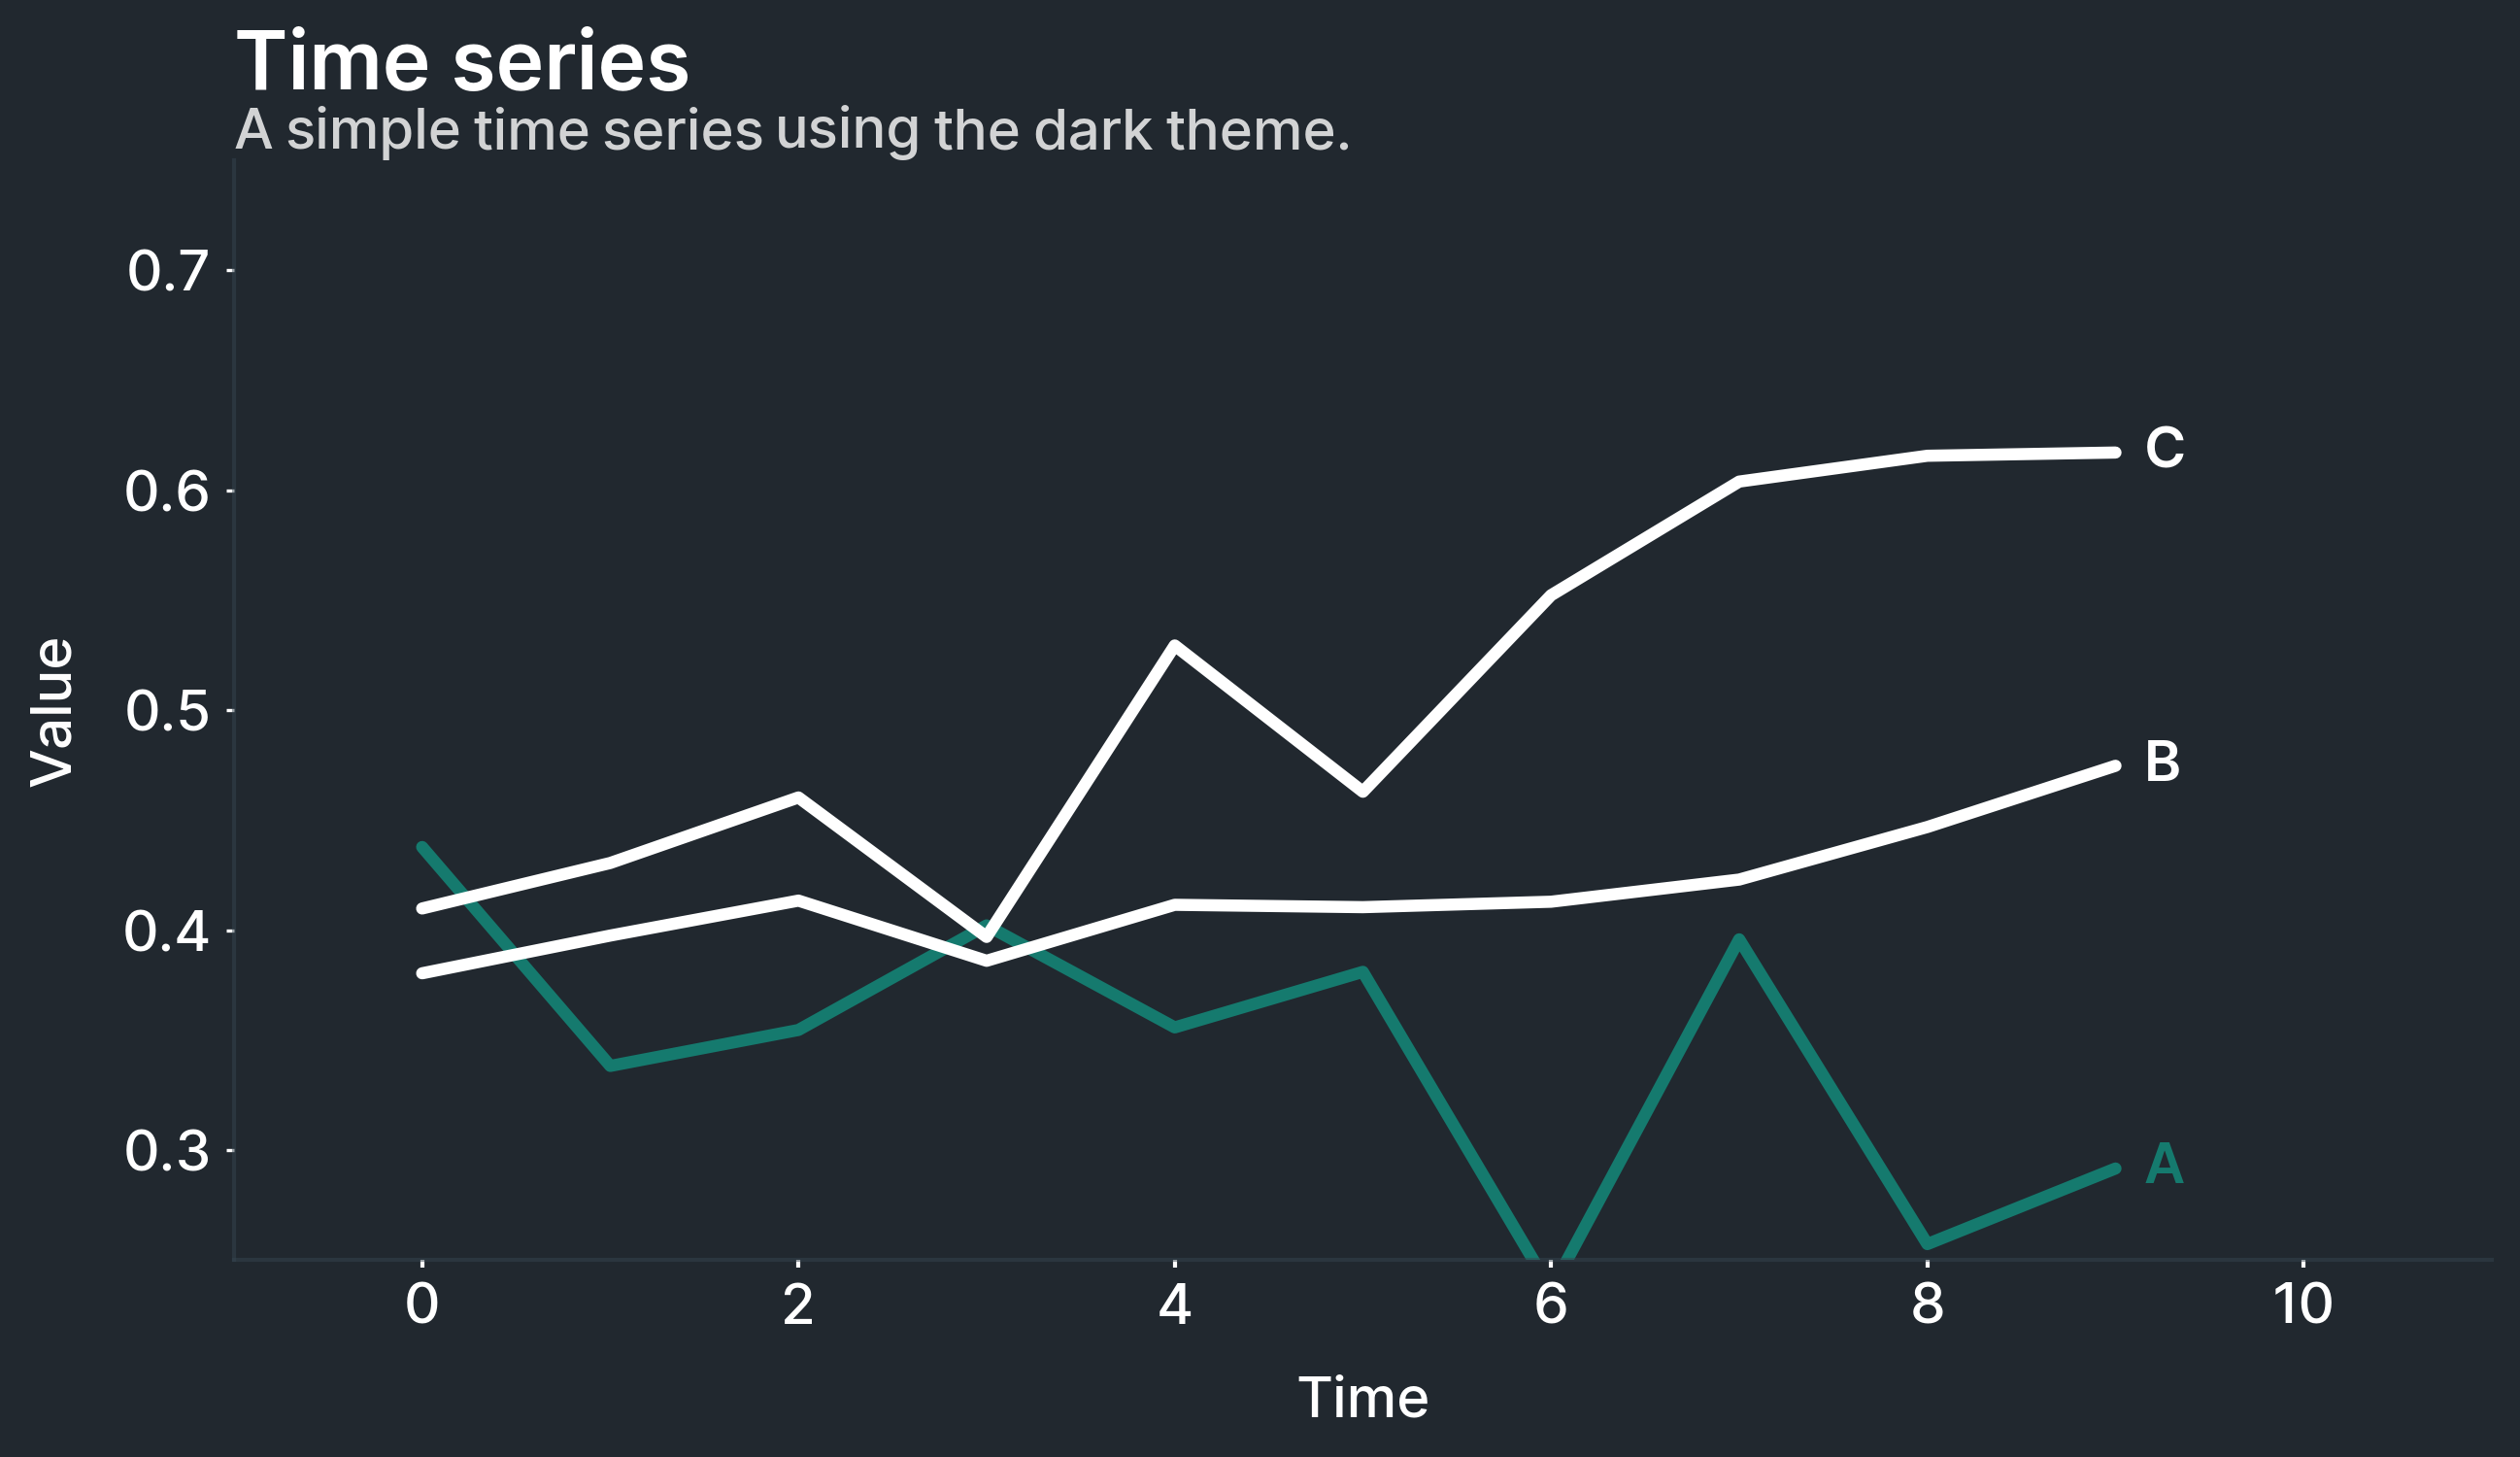 Time series
A simple time series using the dark theme.
0.7
0.6
0.5
0.4
0.3
Value
C
B
A
0 2 4 6 8 10
Time